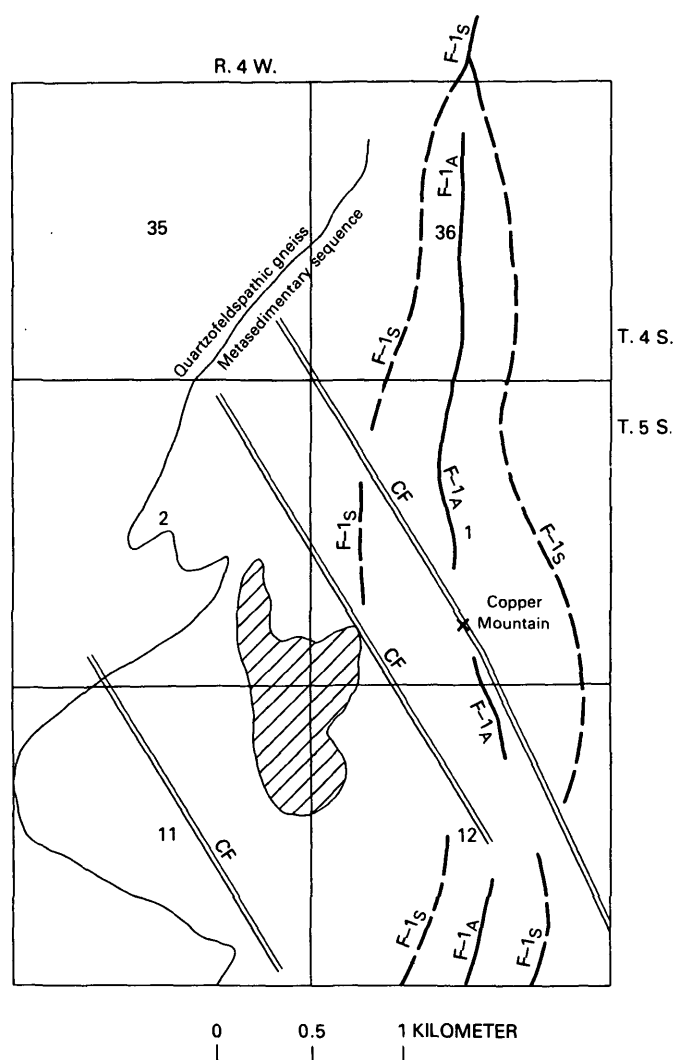 F-1S
R. 4 W.
F-1A
35
36
Quartzofeldspathic gneiss
Metasedimentary sequence
F-1S
T. 4 S.
T. 5 S.
CF
F-1A
2
F-1S
1
F-1S
Copper
Mountain
CF
F-1A
11
CF
12
F-1S
F-1A
F-1S
0 0.5 1 KILOMETER